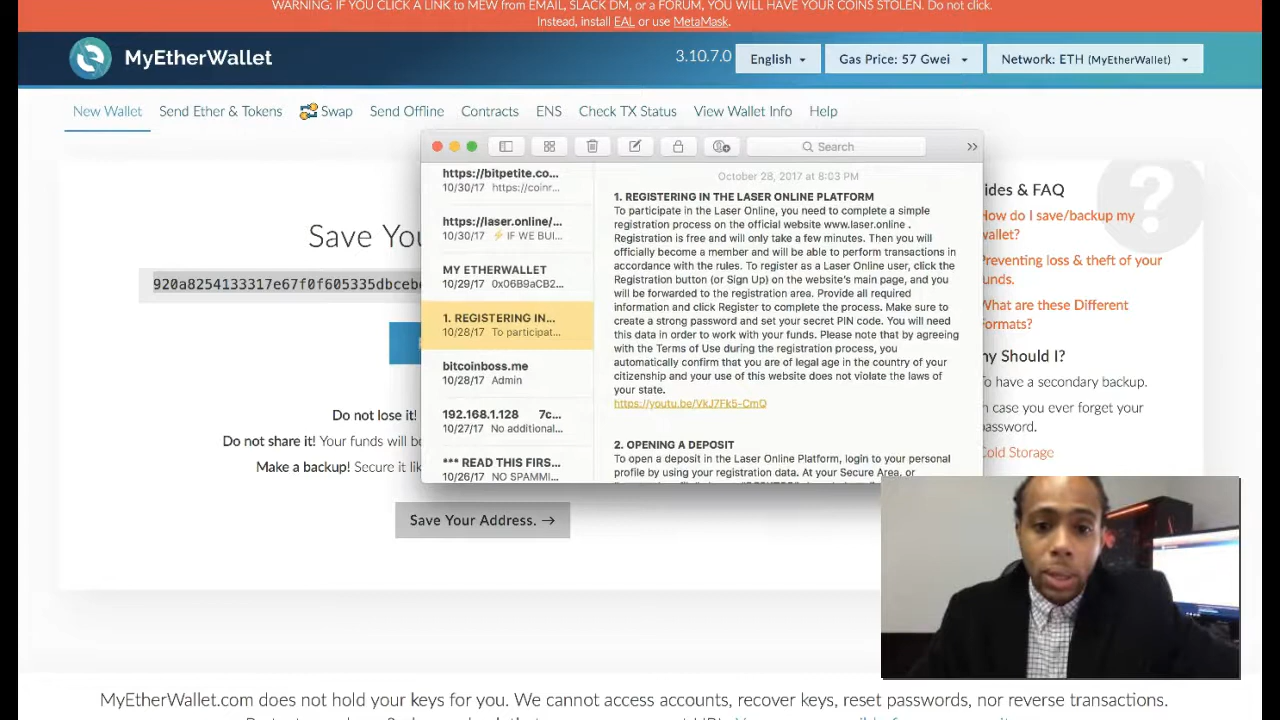 WARNING: IF YOU CLICK A LINK to MEW from EMAIL, SLACK DM, or a FORUM, YOU WILL HAVE YOUR COINS STOLEN. Do not click.
Instead, install EAL or use MetaMask.
MyEtherWallet
3.10.7.0
English
Gas Price: 57 Gwei
Network: ETH (MyEtherWallet)
New Wallet
Send Ether & Tokens
Swap
Send Offline
Contracts
ENS
Check TX Status
View Wallet Info
Help
Save You
920a8254133317e67f0f605335dbceb
Do not lose it!
Do not share it! Your funds will b
Make a backup! Secure it lik
Save Your Address. →
Search
https://bitpetite.co...
10/30/17 https://coinr...
https://laser.online/...
10/30/17 ⚡ IF WE BUI...
MY ETHERWALLET
10/29/17 0x06B9aCB2...
1. REGISTERING IN...
10/28/17 To participat...
bitcoinboss.me
10/28/17 Admin
192.168.1.128 7c...
10/27/17 No additional...
*** READ THIS FIRS...
10/26/17 NO SPAMMI...
October 28, 2017 at 8:03 PM
1. REGISTERING IN THE LASER ONLINE PLATFORM
To participate in the Laser Online, you need to complete a simple
registration process on the official website www.laser.online .
Registration is free and will only take a few minutes. Then you will
officially become a member and will be able to perform transactions in
accordance with the rules. To register as a Laser Online user, click the
Registration button (or Sign Up) on the website's main page, and you
will be forwarded to the registration area. Provide all required
information and click Register to complete the process. Make sure to
create a strong password and set your secret PIN code. You will need
this data in order to work with your funds. Please note that by agreeing
with the Terms of Use during the registration process, you
automatically confirm that you are of legal age in the country of your
citizenship and your use of this website does not violate the laws of
your state.
https://youtu.be/VkJ7Fk5-CmQ
2. OPENING A DEPOSIT
To open a deposit in the Laser Online Platform, login to your personal
profile by using your registration data. At your Secure Area, or
ides & FAQ
How do I save/backup my
wallet?
Preventing loss & theft of your
funds.
What are these Different
Formats?
hy Should I?
To have a secondary backup.
n case you ever forget your
password.
Cold Storage
MyEtherWallet.com does not hold your keys for you. We cannot access accounts, recover keys, reset passwords, nor reverse transactions.